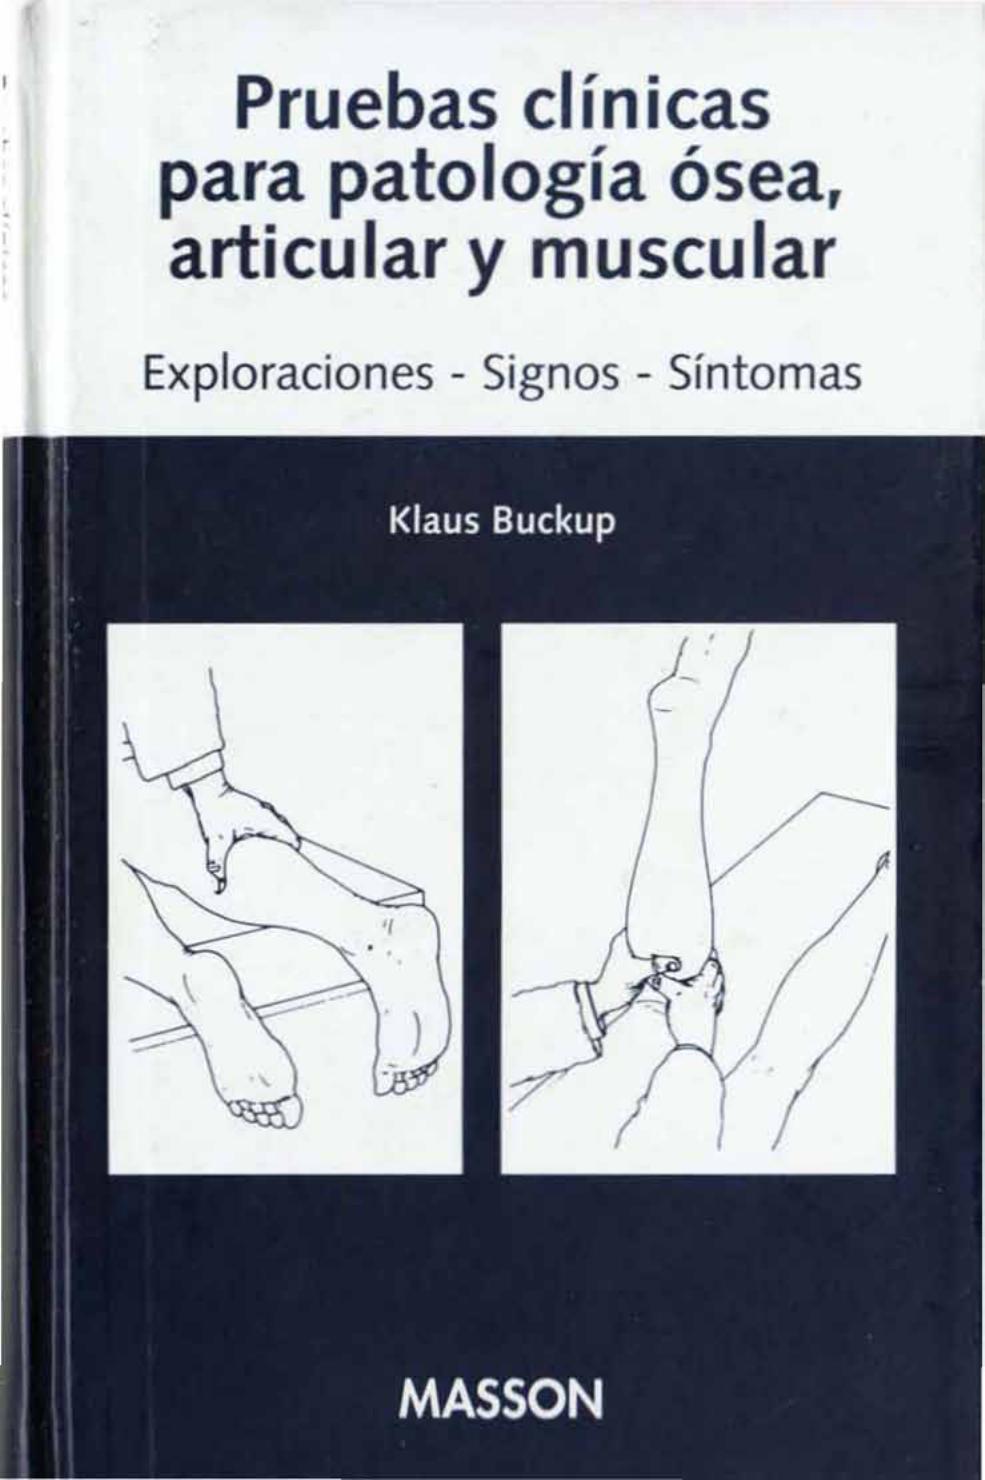 Pruebas clínicas
para patología ósea,
articular y muscular
Exploraciones - Signos - Síntomas
Klaus Buckup
MASSON